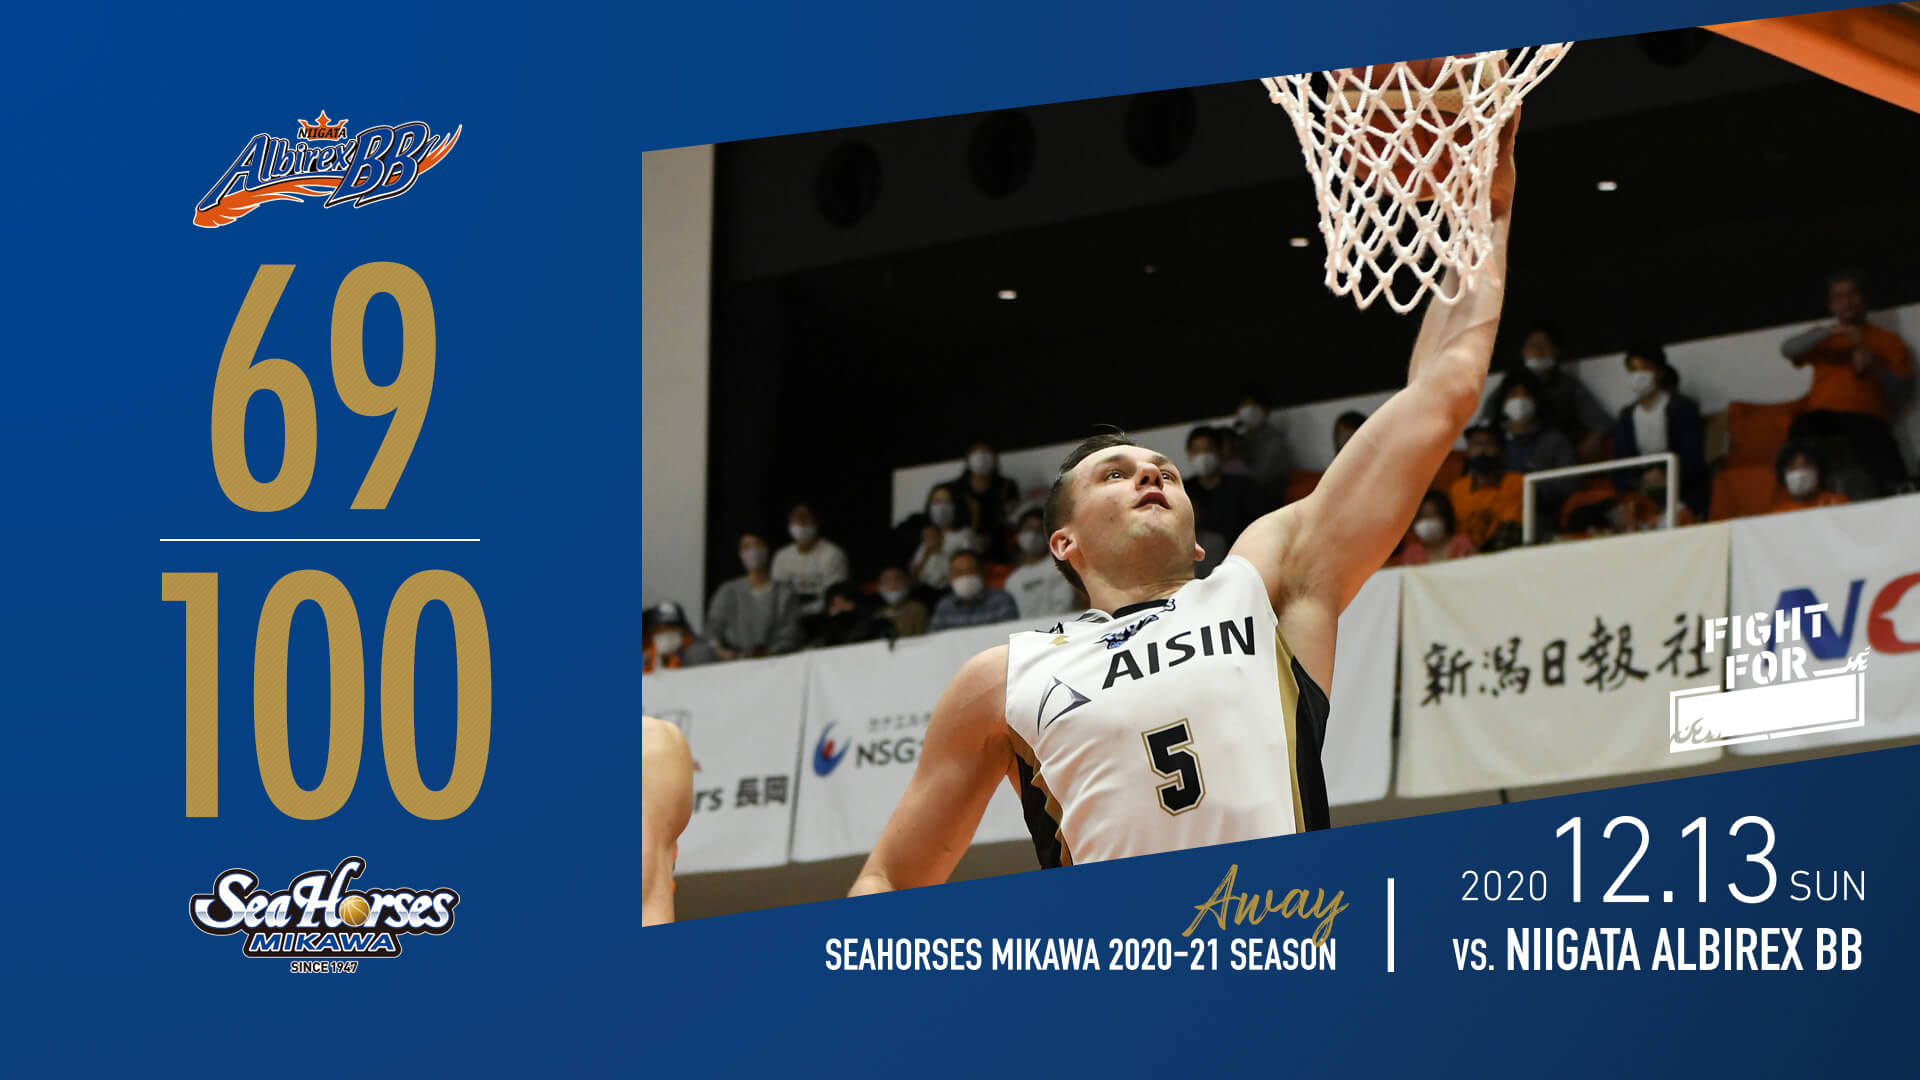 NIIGATA
Albirex BB
69
100
SeaHorses
MIKAWA
SINCE 1947
AISIN
5
NSG
rs 長岡
新潟日報社
FIGHT
FOR
Away
SEAHORSES MIKAWA 2020-21 SEASON
2020 12.13 SUN
VS. NIIGATA ALBIREX BB